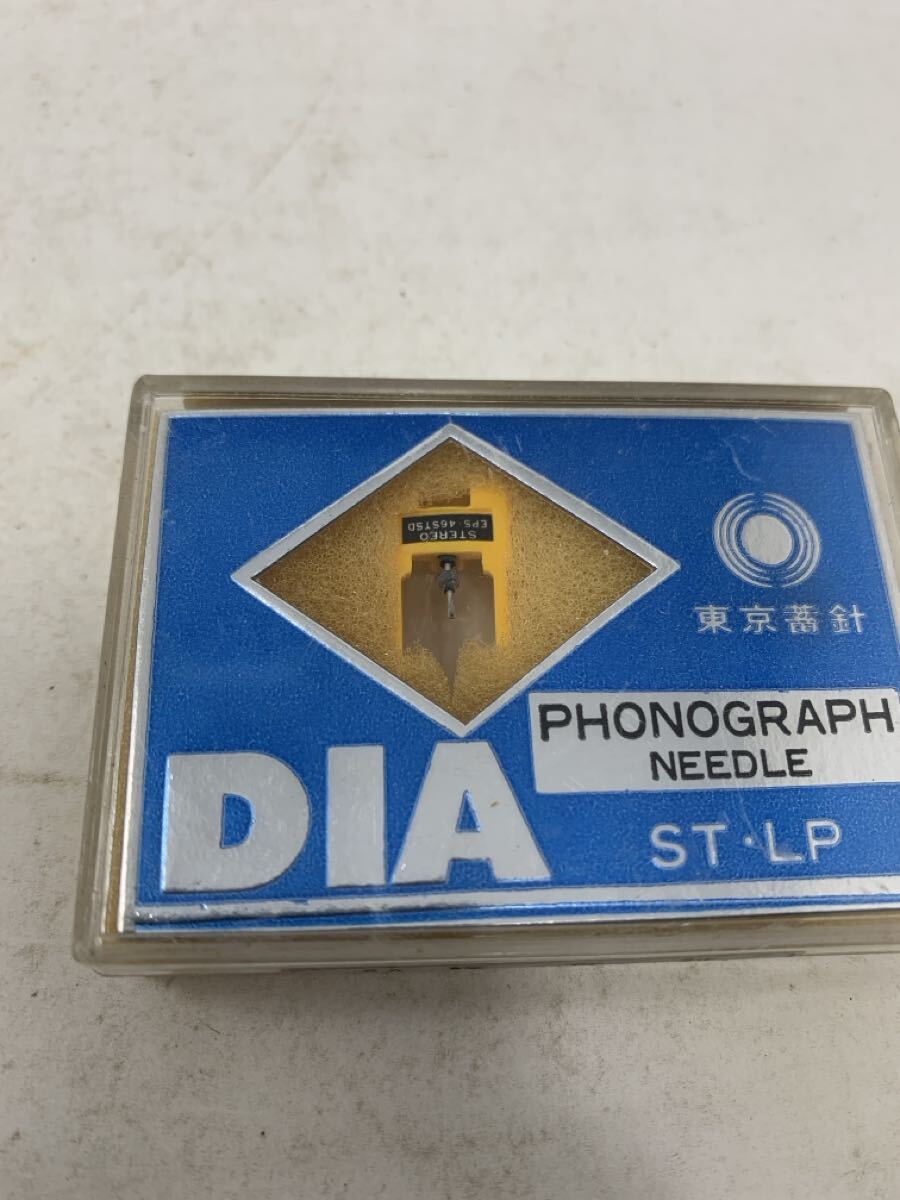 STEREO
EPS-46STSD
東京蓄針
PHONOGRAPH
NEEDLE
DIA
ST・LP